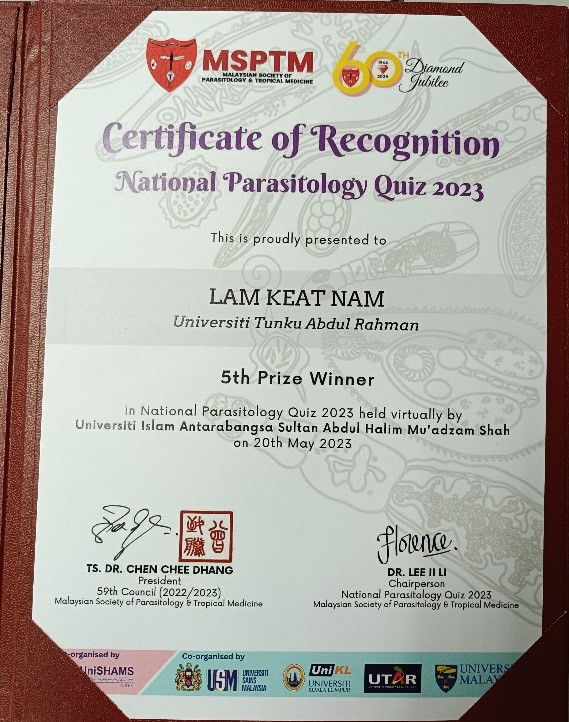 MSPTM
MALAYSIAN SOCIETY OF
PARASITOLOGY & TROPICAL MEDICINE
60TH
1964
2024
Diamond
Jubilee
Certificate of Recognition
National Parasitology Quiz 2023
This is proudly presented to
LAM KEAT NAM
Universiti Tunku Abdul Rahman
5th Prize Winner
in National Parasitology Quiz 2023 held virtually by
Universiti Islam Antarabangsa Sultan Abdul Halim Mu'adzam Shah
on 20th May 2023
Florence.
TS. DR. CHEN CHEE DHANG
President
59th Council (2022/2023)
Malaysian Society of Parasitology & Tropical Medicine
DR. LEE II LI
Chairperson
National Parasitology Quiz 2023
Malaysian Society of Parasitology & Tropical Medicine
-organised by
UniSHAMS
Co-organised by
USM
UNIVERSITI
SAINS
MALAYSIA
UniKL
UNIVERSITI
KUALA LUMPUR
UTAR
UNIVERS
MALAY